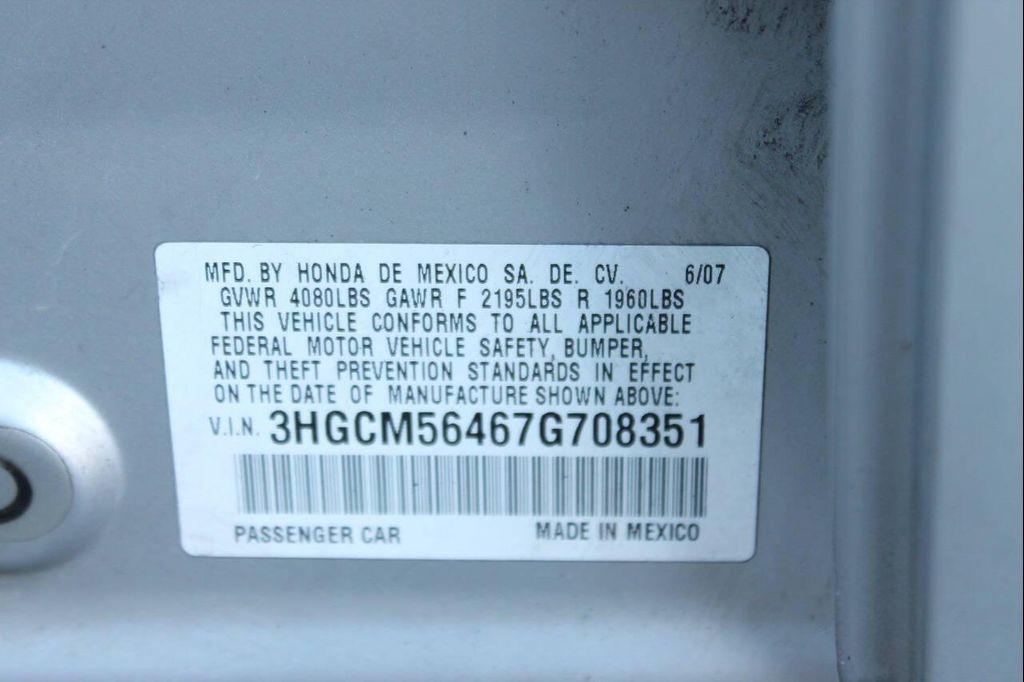 MFD. BY HONDA DE MEXICO SA. DE. CV. 6/07
GVWR 4080LBS GAWR F 2195LBS R 1960LBS
THIS VEHICLE CONFORMS TO ALL APPLICABLE
FEDERAL MOTOR VEHICLE SAFETY, BUMPER,
AND THEFT PREVENTION STANDARDS IN EFFECT
ON THE DATE OF MANUFACTURE SHOWN ABOVE:
V.I.N. 3HGCM56467G708351
PASSENGER CAR MADE IN MEXICO